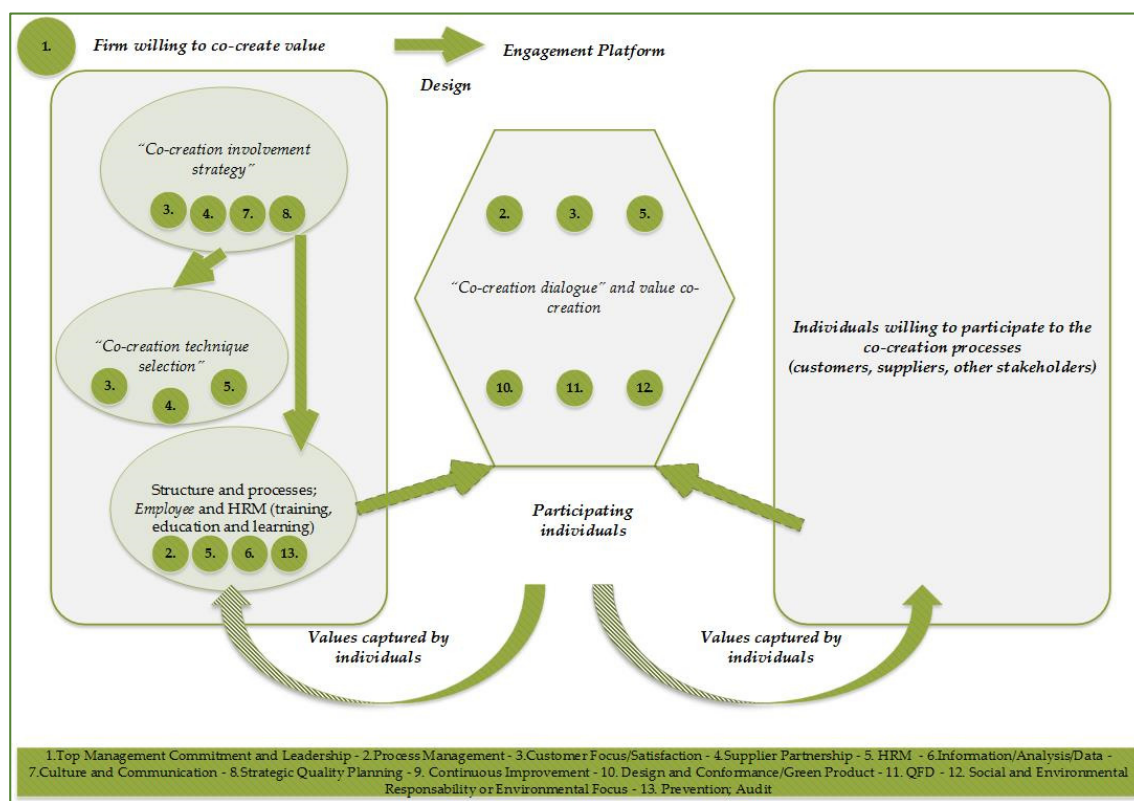 1.
Firm willing to co-create value
Engagement Platform
Design
“Co-creation involvement
strategy”
3. 4. 7. 8.
“Co-creation technique
selection”
3. 4. 5.
Structure and processes;
Employee and HRM (training,
education and learning)
2. 5. 6. 13.
2. 3. 5.
“Co-creation dialogue” and value co-
creation
10. 11. 12.
Participating
individuals
Individuals willing to participate to the
co-creation processes
(customers, suppliers, other stakeholders)
Values captured by
individuals
Values captured by
individuals
1.Top Management Commitment and Leadership - 2.Process Management - 3.Customer Focus/Satisfaction - 4.Supplier Partnership - 5. HRM - 6.Information/Analysis/Data -
7.Culture and Communication - 8.Strategic Quality Planning - 9. Continuous Improvement - 10. Design and Conformance/Green Product - 11. QFD - 12. Social and Environmental
Responsability or Environmental Focus - 13. Prevention; Audit